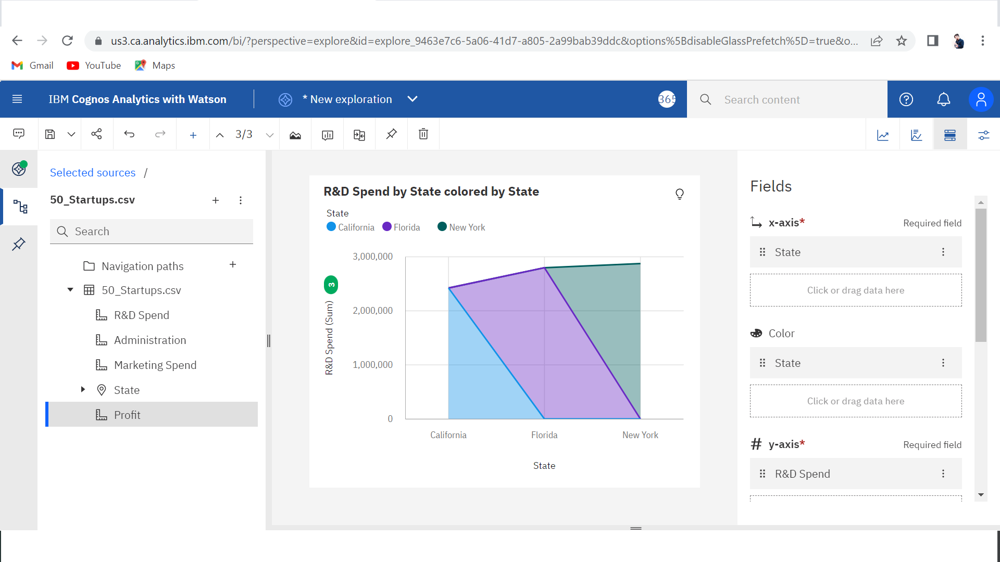 us3.ca.analytics.ibm.com/bi/?perspective=explore&id=explore_9463e7c6-5a06-41d7-a805-2a99bab39ddc&options%5BdisableGlassPrefetch%5D=true&o...
Gmail YouTube Maps
IBM Cognos Analytics with Watson * New exploration 365 Search content
3/3
Selected sources /
50_Startups.csv
Search
Navigation paths
50_Startups.csv
R&D Spend
Administration
Marketing Spend
State
Profit
R&D Spend by State colored by State
State
California Florida New York
3,000,000
2,000,000
1,000,000
0
3
R&D Spend (Sum)
California Florida New York
State
Fields
x-axis* Required field
State
Click or drag data here
Color
State
Click or drag data here
y-axis* Required field
R&D Spend